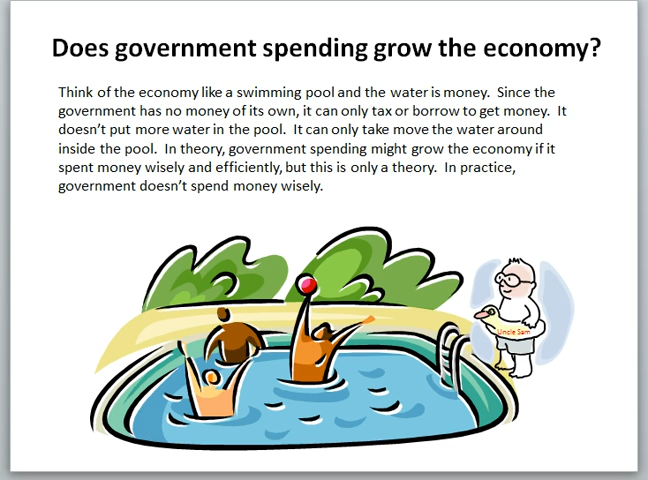 Does government spending grow the economy?
Think of the economy like a swimming pool and the water is money.  Since the
government has no money of its own, it can only tax or borrow to get money.  It
doesn't put more water in the pool.  It can only take move the water around
inside the pool.  In theory, government spending might grow the economy if it
spent money wisely and efficiently, but this is only a theory.  In practice,
government doesn't spend money wisely.
Uncle Sam